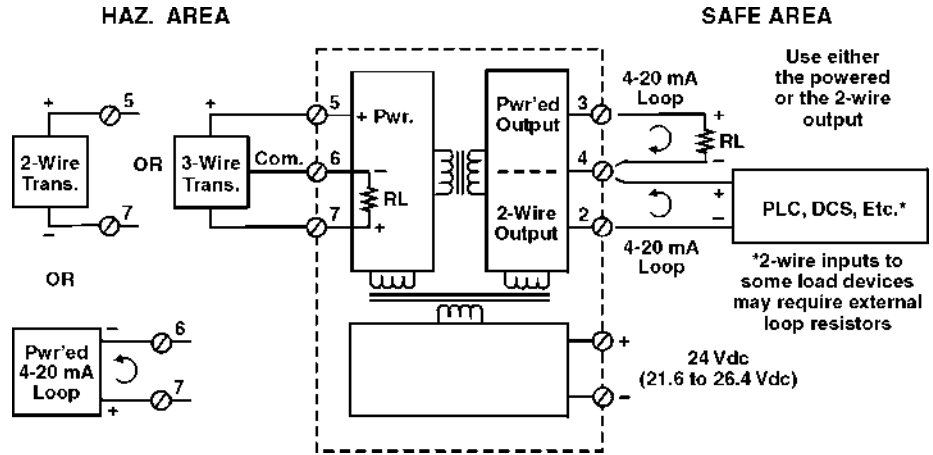 HAZ. AREA
SAFE AREA
Use either
the powered
or the 2-wire
output
+
5
2-Wire
Trans.
7
–
OR
+
3-Wire
Trans.
Com.
5
+ Pwr.
6
–
RL
7
+
Pwr'ed
Output
2-Wire
Output
3
4-20 mA
Loop
+
RL
–
4
+
–
2
4-20 mA
Loop
PLC, DCS, Etc.*
*2-wire inputs to
some load devices
may require external
loop resistors
OR
Pwr'ed
4-20 mA
Loop
–
6
7
+
+
24 Vdc
(21.6 to 26.4 Vdc)
–